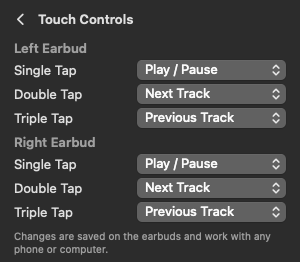 Touch Controls
Left Earbud
Single Tap Play / Pause
Double Tap Next Track
Triple Tap Previous Track
Right Earbud
Single Tap Play / Pause
Double Tap Next Track
Triple Tap Previous Track
Changes are saved on the earbuds and work with any
phone or computer.